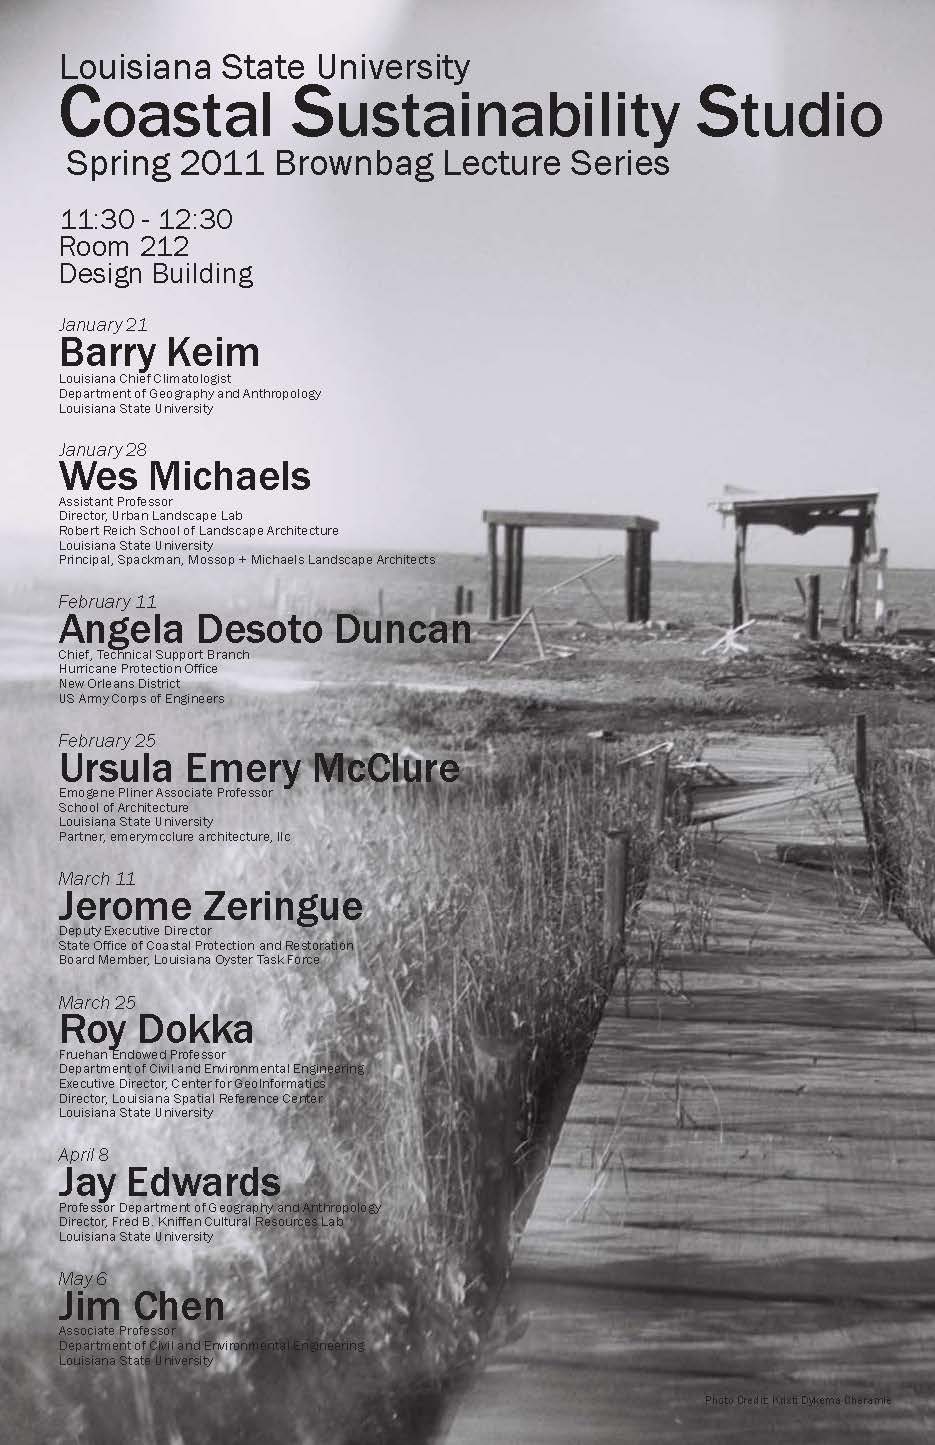 Louisiana State University
Coastal Sustainability Studio
Spring 2011 Brownbag Lecture Series
11:30 - 12:30
Room 212
Design Building
January 21
Barry Keim
Louisiana Chief Climatologist
Department of Geography and Anthropology
Louisiana State University
January 28
Wes Michaels
Assistant Professor
Director, Urban Landscape Lab
Robert Reich School of Landscape Architecture
Louisiana State University
Principal, Spackman, Mossop + Michaels Landscape Architects
February 11
Angela Desoto Duncan
Chief, Technical Support Branch
Hurricane Protection Office
New Orleans District
US Army Corps of Engineers
February 25
Ursula Emery McClure
Emogene Pliner Associate Professor
School of Architecture
Louisiana State University
Partner, emerymcclure architecture, llc
March 11
Jerome Zeringue
Deputy Executive Director
State Office of Coastal Protection and Restoration
Board Member, Louisiana Oyster Task Force
March 25
Roy Dokka
Fruehan Endowed Professor
Department of Civil and Environmental Engineering
Executive Director, Center for GeoInformatics
Director, Louisiana Spatial Reference Center
Louisiana State University
April 8
Jay Edwards
Professor Department of Geography and Anthropology
Director, Fred B. Kniffen Cultural Resources Lab
Louisiana State University
May 6
Jim Chen
Associate Professor
Department of Civil and Environmental Engineering
Louisiana State University
Photo Credit: Kristi Dykema Cheramie